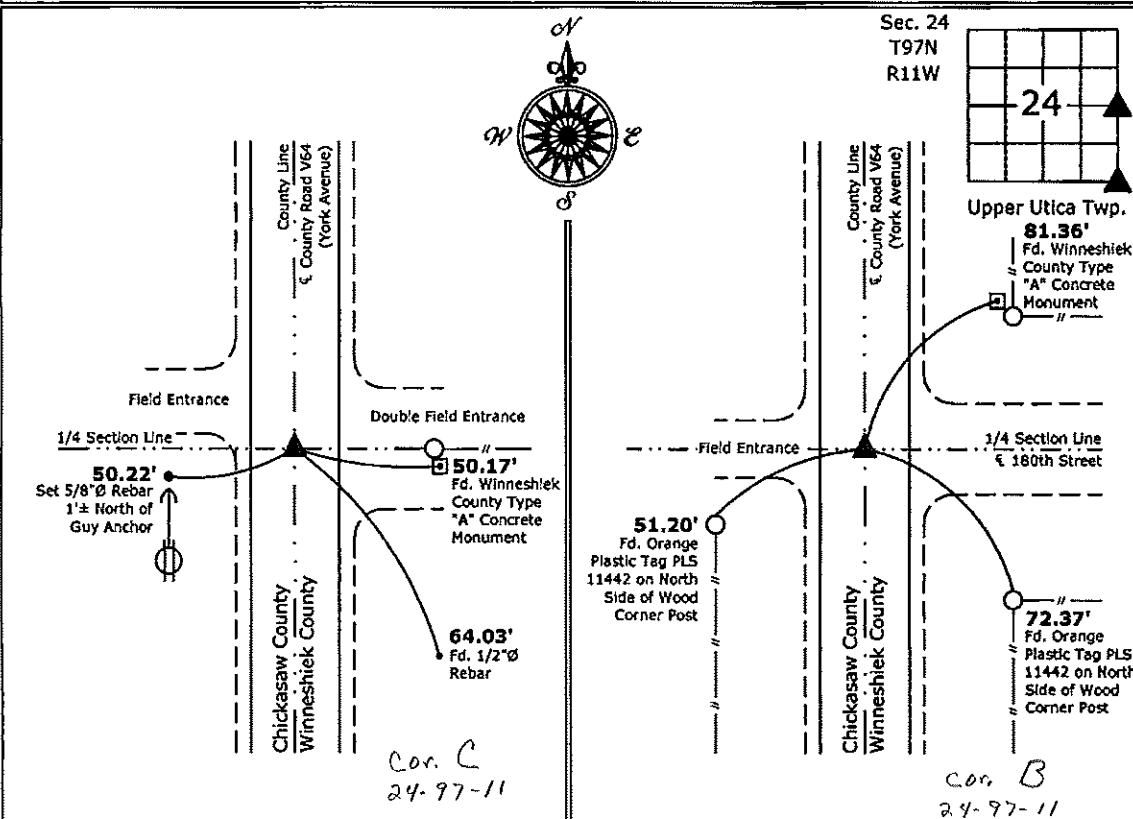 N
W
E
S
Sec. 24
T97N
R11W
24
Upper Utica Twp.
County Line
℄ County Road V64
(York Avenue)
Field Entrance
Double Field Entrance
1/4 Section Line
50.22'
Set 5/8"Ø Rebar
1'± North of
Guy Anchor
50.17'
Fd. Winneshiek
County Type
"A" Concrete
Monument
64.03'
Fd. 1/2"Ø
Rebar
Chickasaw County
Winneshiek County
Cor. C
24-97-11
County Line
℄ County Road V64
(York Avenue)
81.36'
Fd. Winneshiek
County Type
"A" Concrete
Monument
Field Entrance
1/4 Section Line
℄ 180th Street
51.20'
Fd. Orange
Plastic Tag PLS
11442 on North
Side of Wood
Corner Post
72.37'
Fd. Orange
Plastic Tag PLS
11442 on North
Side of Wood
Corner Post
Chickasaw County
Winneshiek County
Cor. B
24-97-11